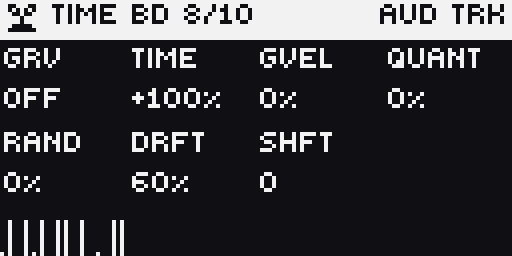 TIME BD 8/10 AUD TRK
GRV TIME GVEL QUANT
OFF +100% 0% 0%
RAND DRFT SHFT
0% 60% 0